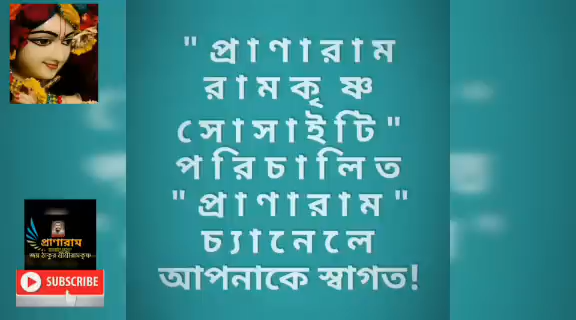 "প্রাণারাম
রামকৃষ্ণ
সোসাইটি"
পরিচালিত
"প্রাণারাম"
চ্যানেলে
আপনাকে স্বাগত!
প্রাণারাম
SUBSCRIBE